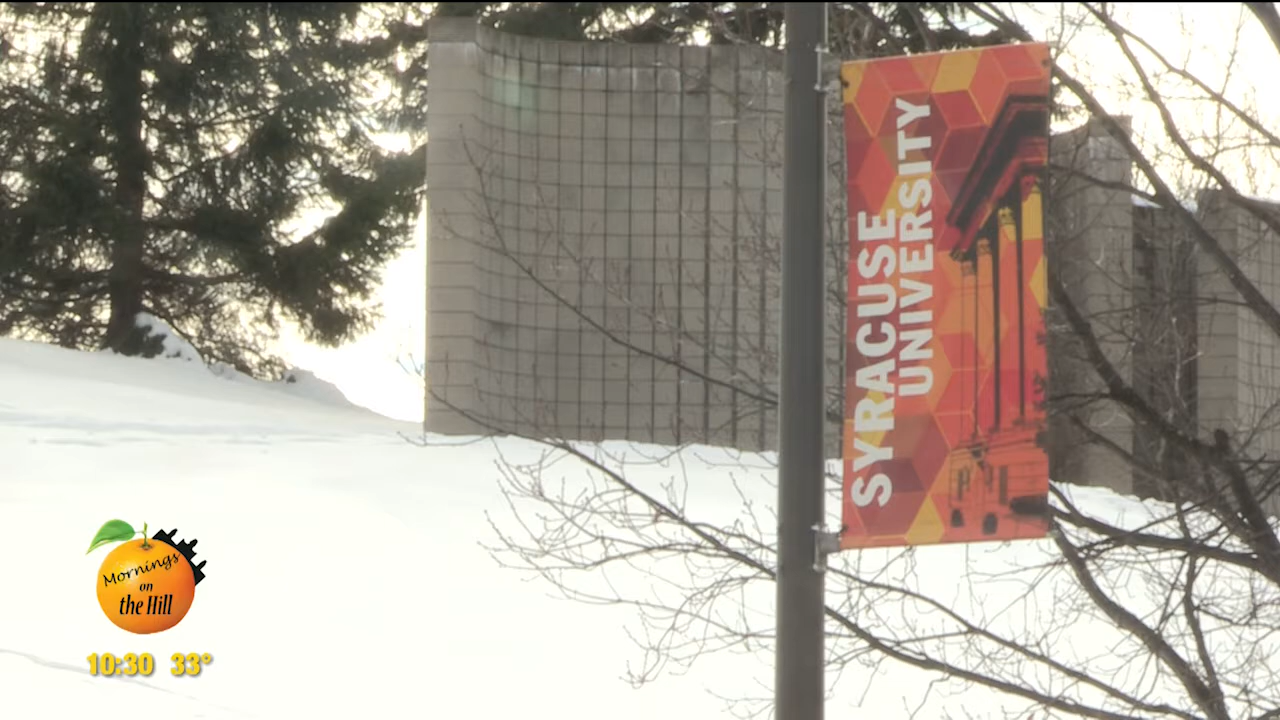 SYRACUSE
UNIVERSITY
Mornings
on
the Hill
10:30 33°